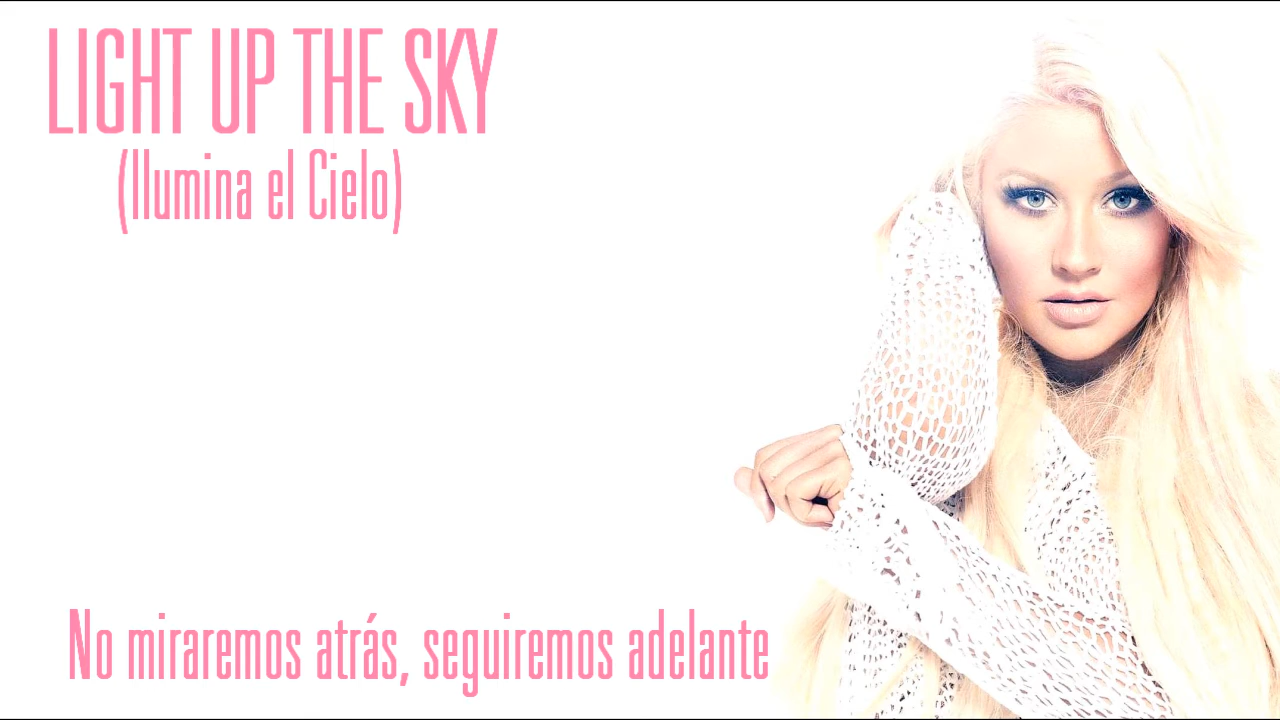 LIGHT UP THE SKY
(Ilumina el Cielo)
No miraremos atrás, seguiremos adelante